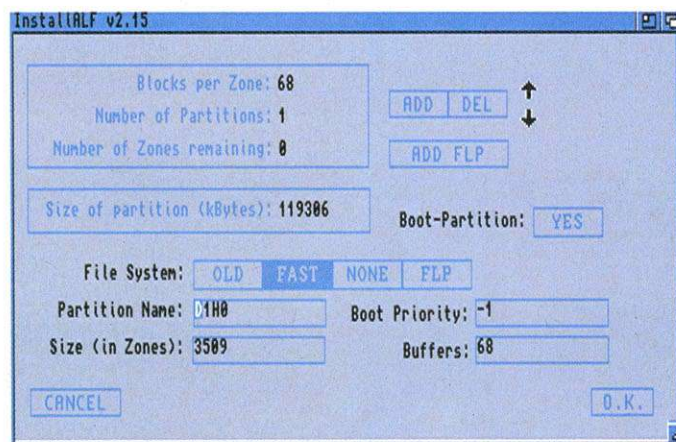 InstallALF v2.15
Blocks per Zone: 68
Number of Partitions: 1
Number of Zones remaining: 0
ADD DEL
ADD FLP
Size of partition (kBytes): 119306
Boot-Partition: YES
File System: OLD FAST NONE FLP
Partition Name: D1H0
Boot Priority: -1
Size (in Zones): 3509
Buffers: 68
CANCEL
O.K.